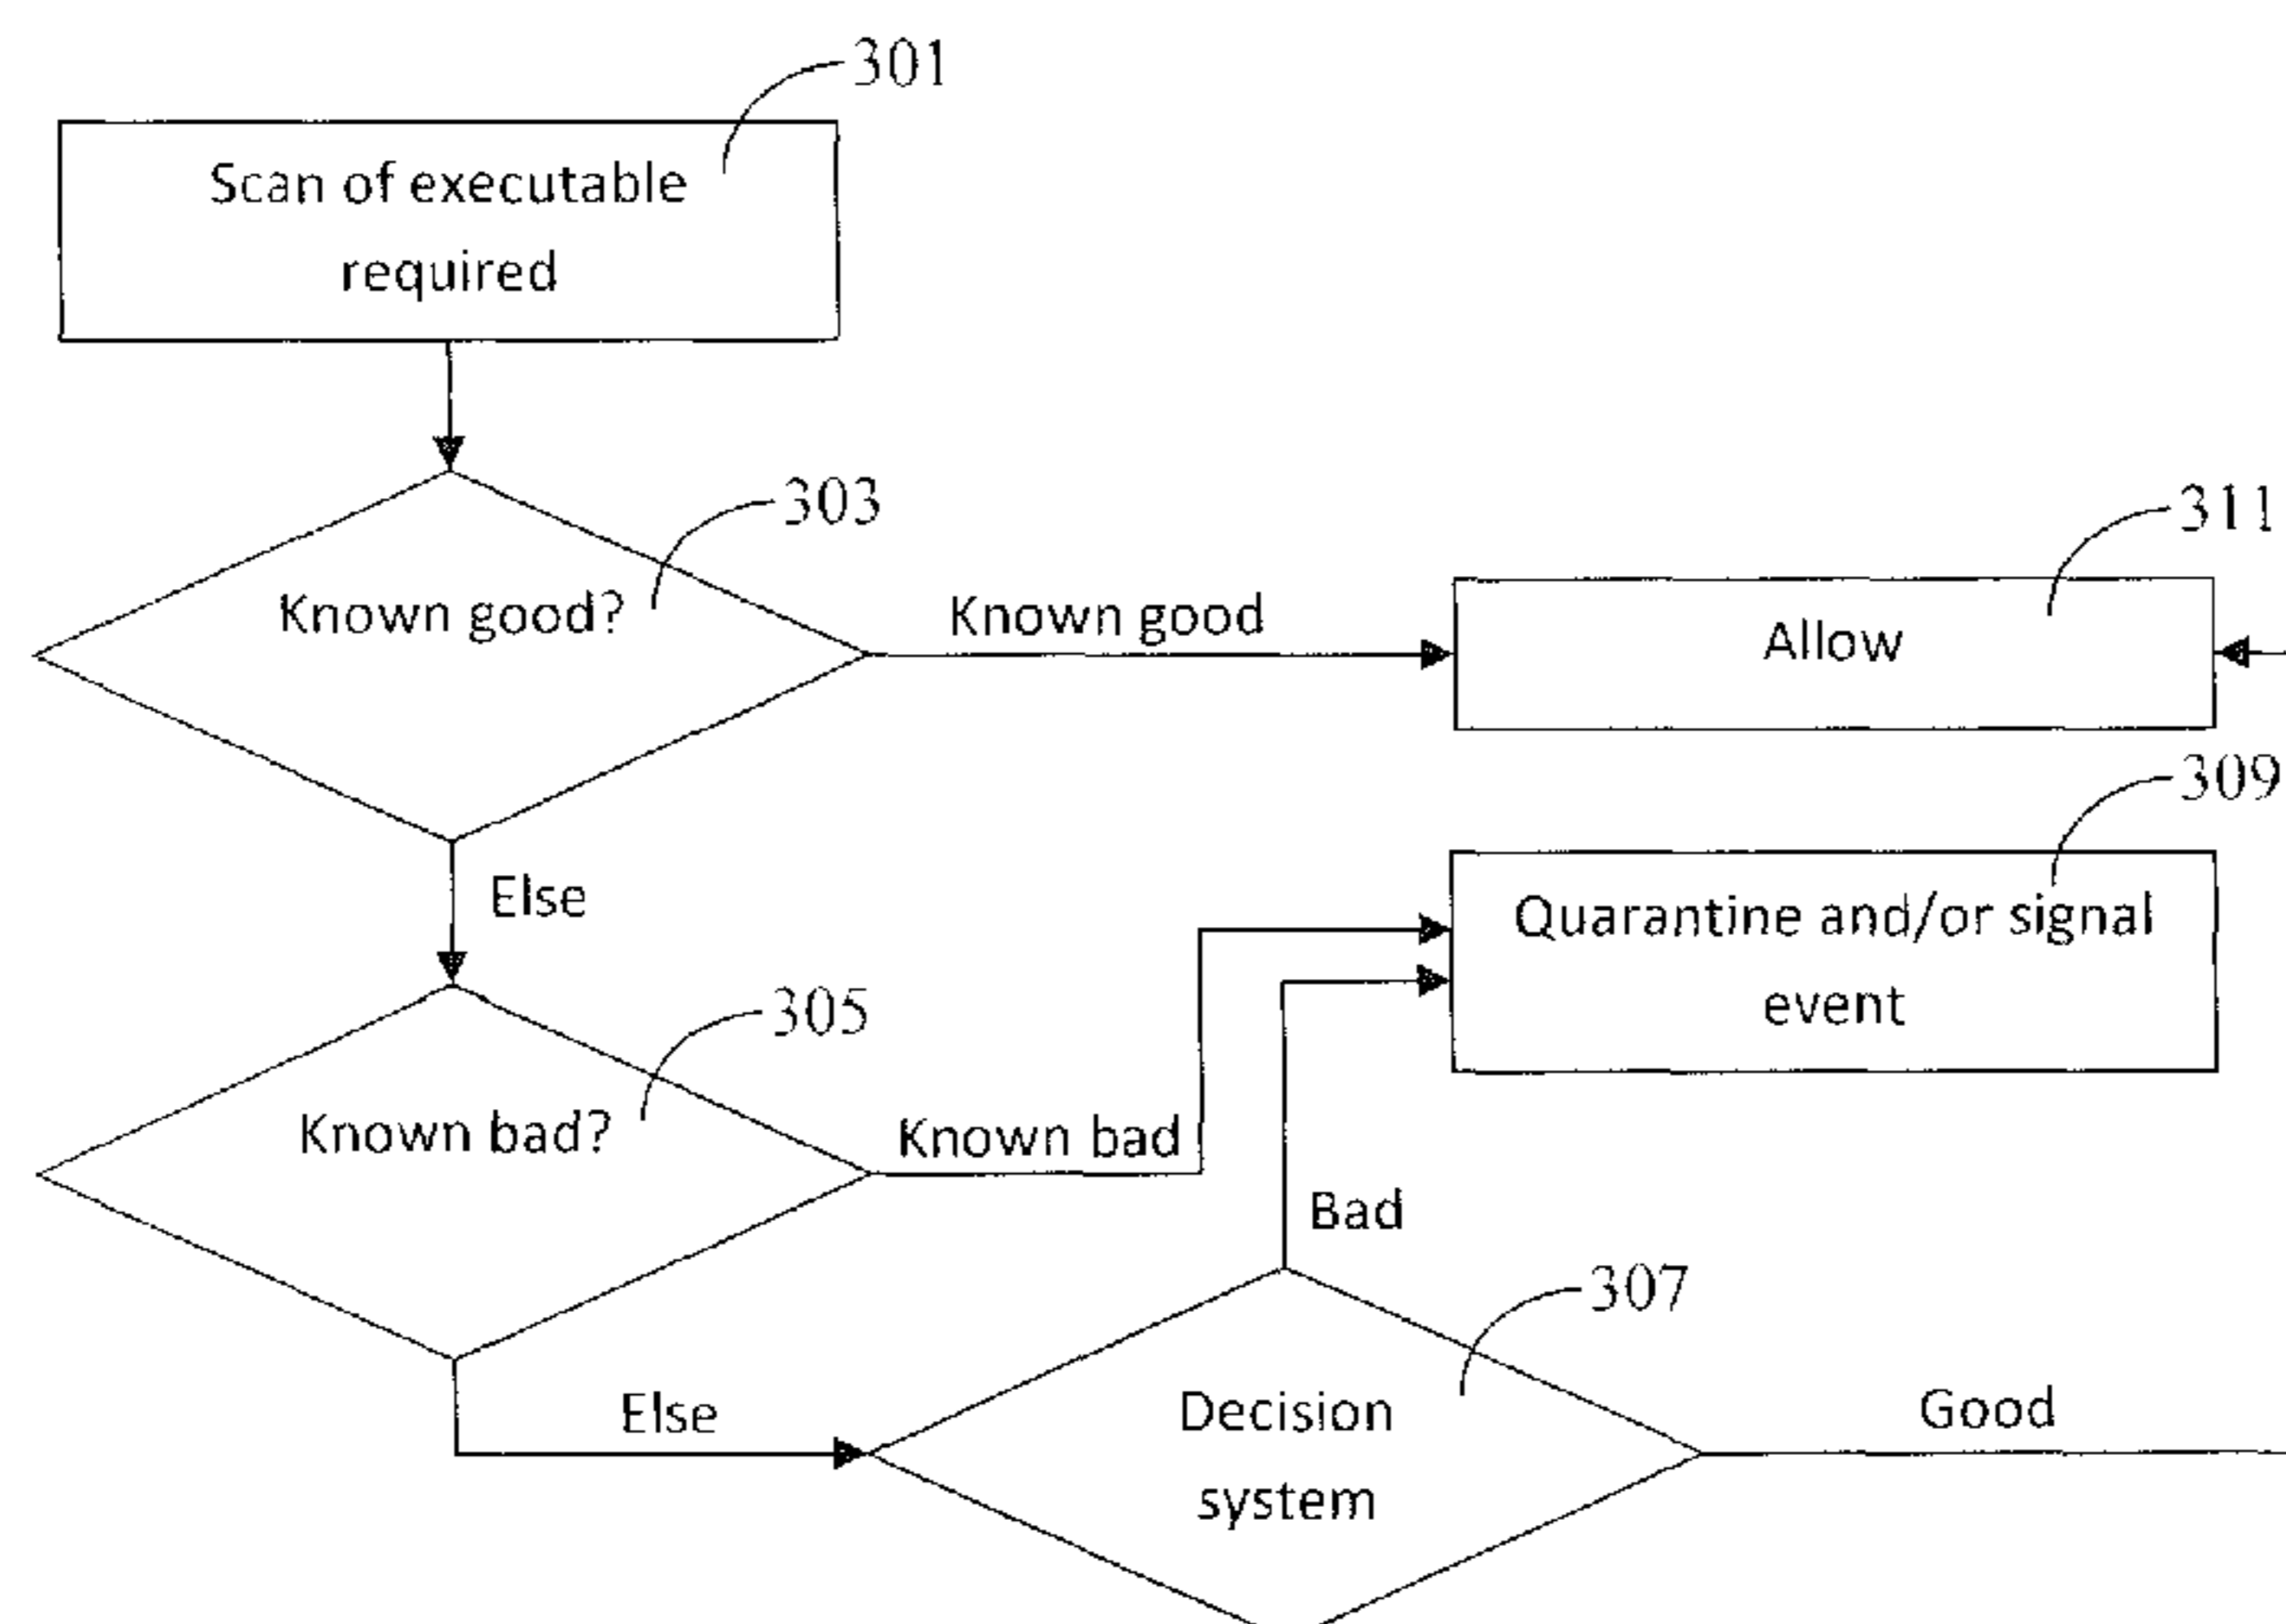 301
Scan of executable
required
303
Known good?
Known good
311
Allow
309
Quarantine and/or signal
event
Else
305
Known bad?
Known bad
Bad
307
Else
Decision
system
Good